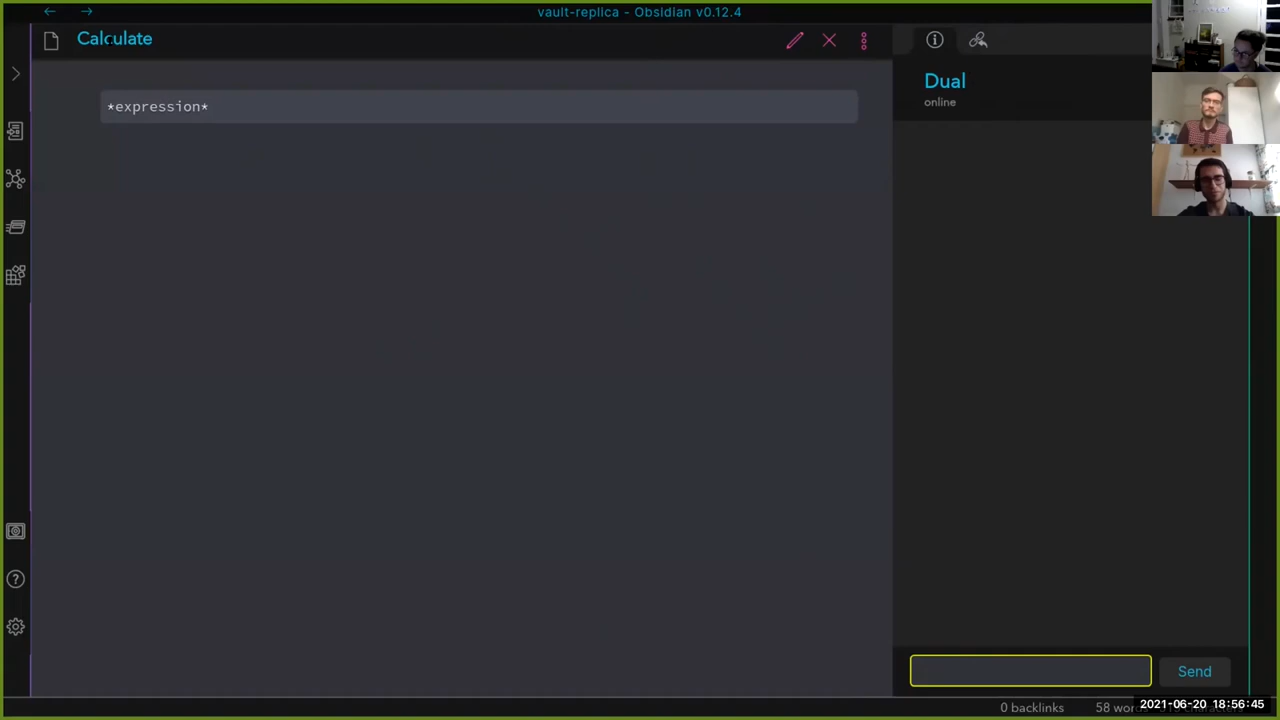 vault-replica - Obsidian v0.12.4
Calculate
*expression*
Dual
online
Send
0 backlinks
58 words
2021-06-20 18:56:45